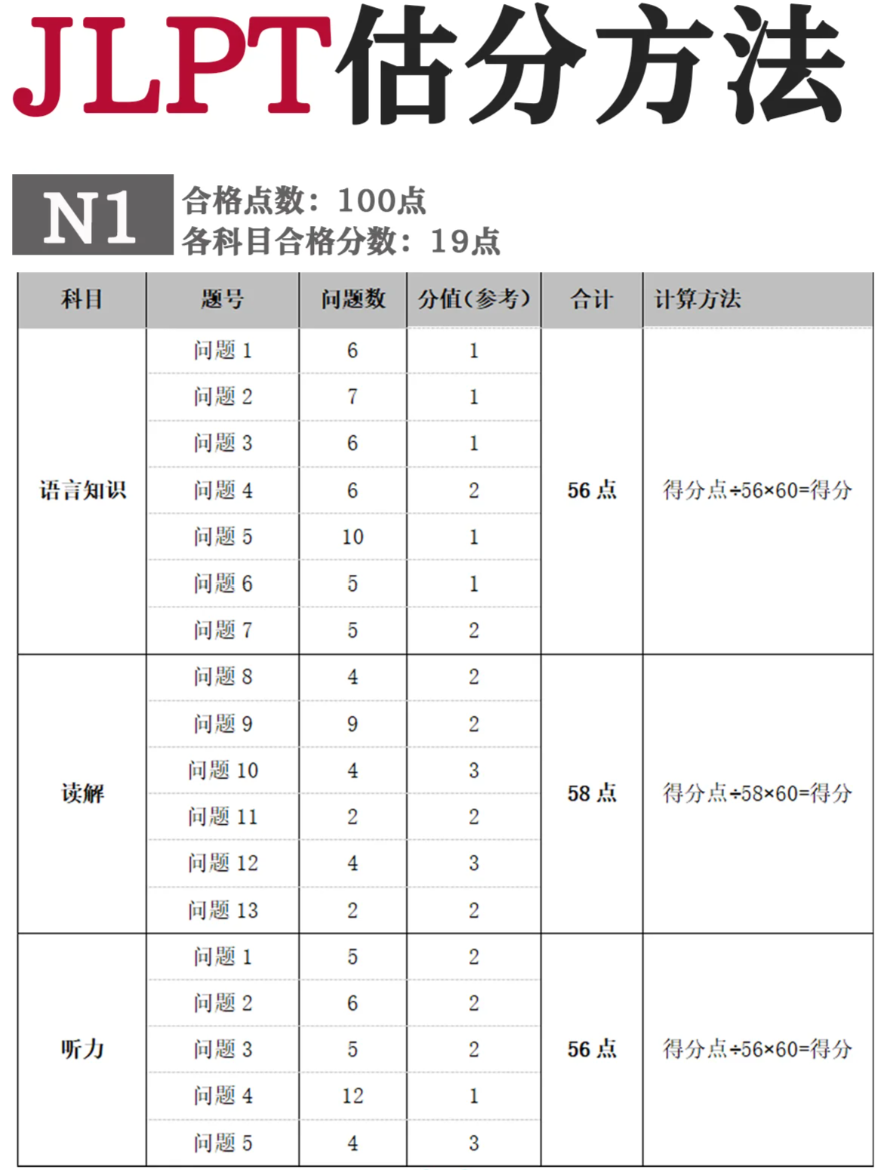 JLPT估分方法
N1
合格点数：100点
各科目合格分数：19点
科目 题号 问题数 分值(参考) 合计 计算方法
问题 1 6 1
问题 2 7 1
问题 3 6 1
语言知识 问题 4 6 2 56 点 得分点÷56×60=得分
问题 5 10 1
问题 6 5 1
问题 7 5 2
问题 8 4 2
问题 9 9 2
问题 10 4 3
读解 58 点 得分点÷58×60=得分
问题 11 2 2
问题 12 4 3
问题 13 2 2
问题 1 5 2
问题 2 6 2
听力 问题 3 5 2 56 点 得分点÷56×60=得分
问题 4 12 1
问题 5 4 3